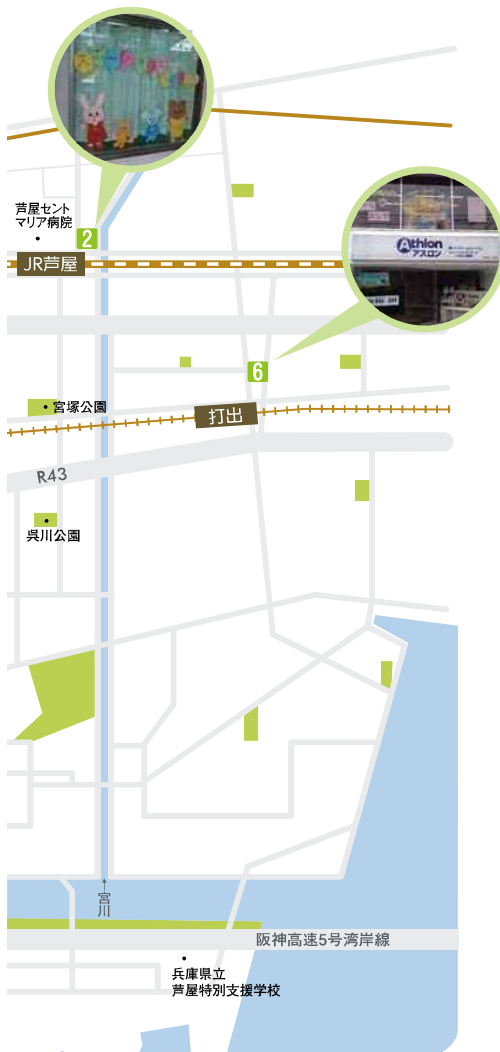 芦屋セント
マリア病院
2
JR芦屋
Athlon
アスロン
6
宮塚公園
打出
R43
呉川公園
宮川
阪神高速5号湾岸線
兵庫県立
芦屋特別支援学校